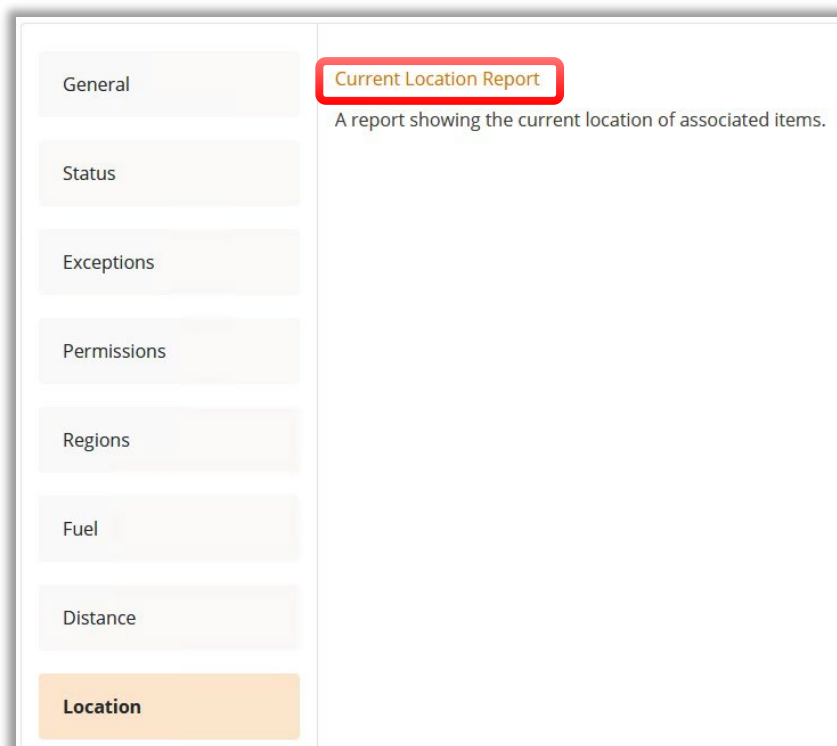 General
Status
Exceptions
Permissions
Regions
Fuel
Distance
Location
Current Location Report
A report showing the current location of associated items.